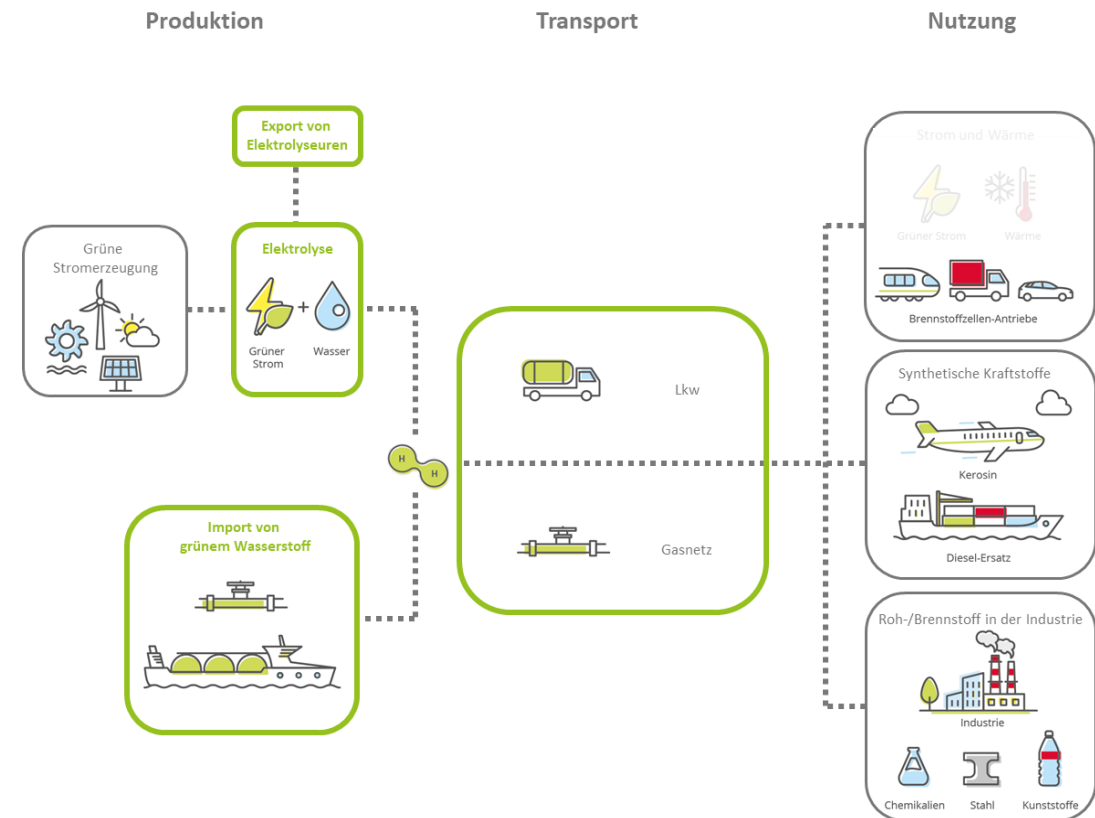 Produktion
Transport
Nutzung
Export von
Elektrolyseuren
Grüne
Stromerzeugung
Elektrolyse
Grüner
Strom
Wasser
H
H
Import von
grünem Wasserstoff
Lkw
Gasnetz
Strom und Wärme
Grüner Strom
Wärme
Brennstoffzellen-Antriebe
Synthetische Kraftstoffe
Kerosin
Diesel-Ersatz
Roh-/Brennstoff in der Industrie
Industrie
Chemikalien
Stahl
Kunststoffe